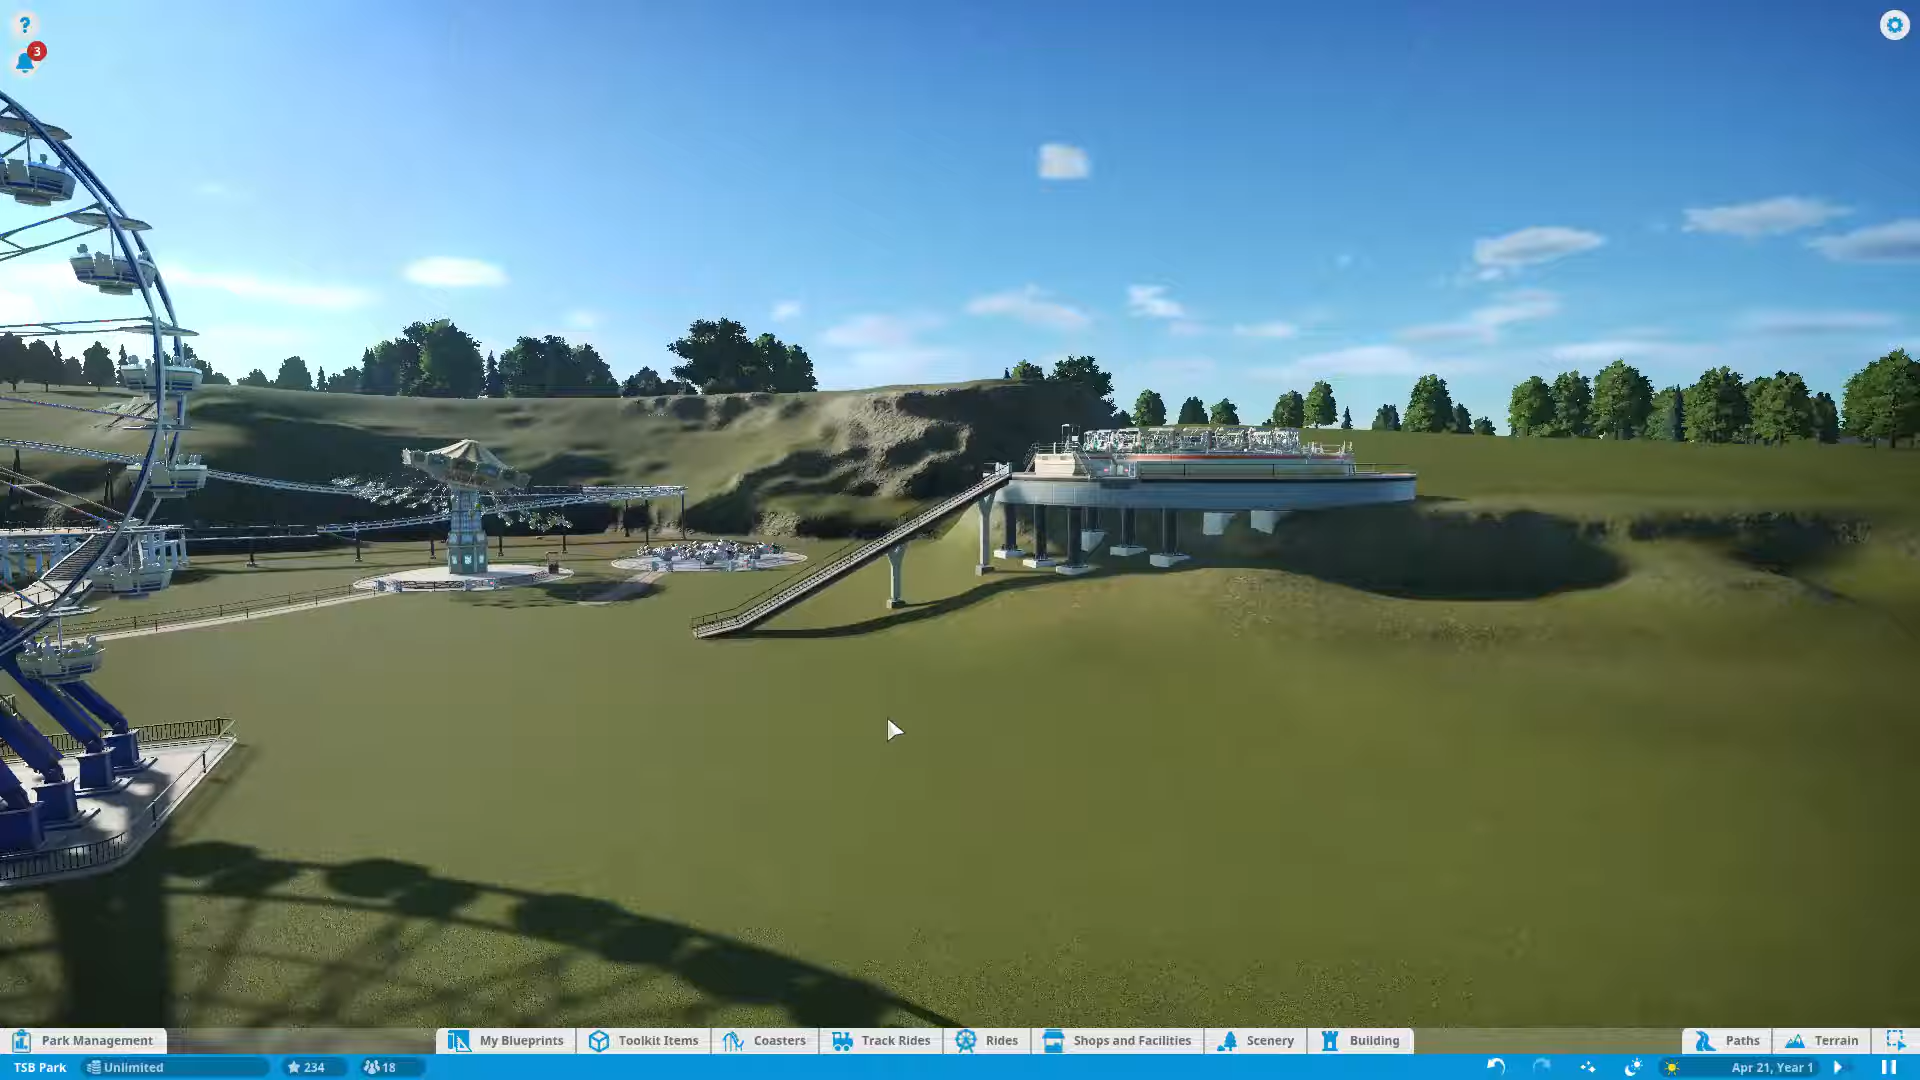 ?
3
Park Management
My Blueprints
Toolkit Items
Coasters
Track Rides
Rides
Shops and Facilities
Scenery
Building
Paths
Terrain
TSB Park
Unlimited
234
18
Apr 21, Year 1